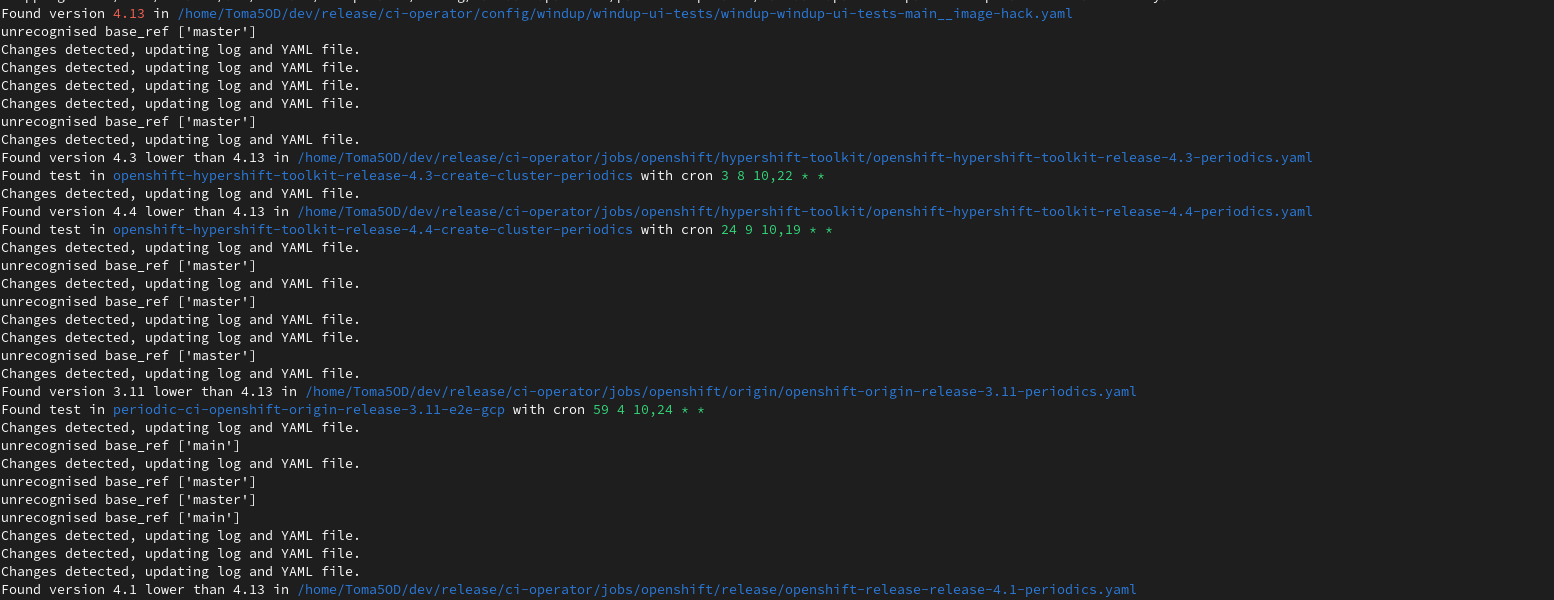 Found version 4.13 in /home/Toma5OD/dev/release/ci-operator/config/windup/windup-ui-tests/windup-windup-ui-tests-main__image-hack.yaml
unrecognised base_ref ['master']
Changes detected, updating log and YAML file.
Changes detected, updating log and YAML file.
Changes detected, updating log and YAML file.
Changes detected, updating log and YAML file.
unrecognised base_ref ['master']
Changes detected, updating log and YAML file.
Found version 4.3 lower than 4.13 in /home/Toma5OD/dev/release/ci-operator/jobs/openshift/hypershift-toolkit/openshift-hypershift-toolkit-release-4.3-periodics.yaml
Found test in openshift-hypershift-toolkit-release-4.3-create-cluster-periodics with cron 3 8 10,22 * *
Changes detected, updating log and YAML file.
Found version 4.4 lower than 4.13 in /home/Toma5OD/dev/release/ci-operator/jobs/openshift/hypershift-toolkit/openshift-hypershift-toolkit-release-4.4-periodics.yaml
Found test in openshift-hypershift-toolkit-release-4.4-create-cluster-periodics with cron 24 9 10,19 * *
Changes detected, updating log and YAML file.
unrecognised base_ref ['master']
Changes detected, updating log and YAML file.
unrecognised base_ref ['master']
Changes detected, updating log and YAML file.
Changes detected, updating log and YAML file.
unrecognised base_ref ['master']
Changes detected, updating log and YAML file.
Found version 3.11 lower than 4.13 in /home/Toma5OD/dev/release/ci-operator/jobs/openshift/origin/openshift-origin-release-3.11-periodics.yaml
Found test in periodic-ci-openshift-origin-release-3.11-e2e-gcp with cron 59 4 10,24 * *
Changes detected, updating log and YAML file.
unrecognised base_ref ['main']
Changes detected, updating log and YAML file.
unrecognised base_ref ['master']
unrecognised base_ref ['master']
unrecognised base_ref ['main']
Changes detected, updating log and YAML file.
Changes detected, updating log and YAML file.
Changes detected, updating log and YAML file.
Found version 4.1 lower than 4.13 in /home/Toma5OD/dev/release/ci-operator/jobs/openshift/release/openshift-release-release-4.1-periodics.yaml